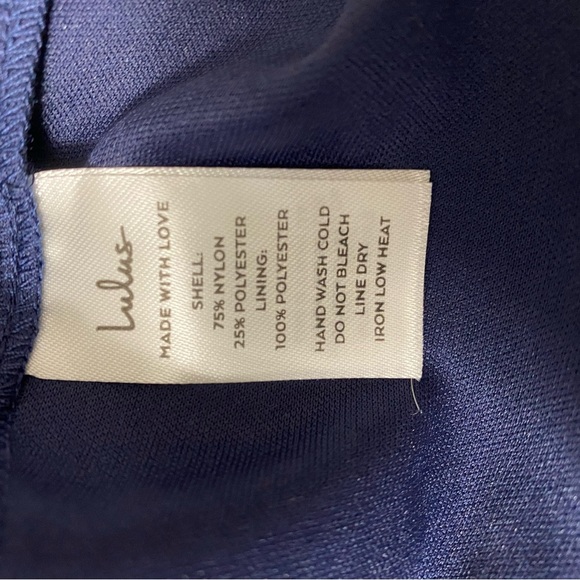 Lulus
MADE WITH LOVE
SHELL:
75% NYLON
25% POLYESTER
LINING:
100% POLYESTER
HAND WASH COLD
DO NOT BLEACH
LINE DRY
IRON LOW HEAT